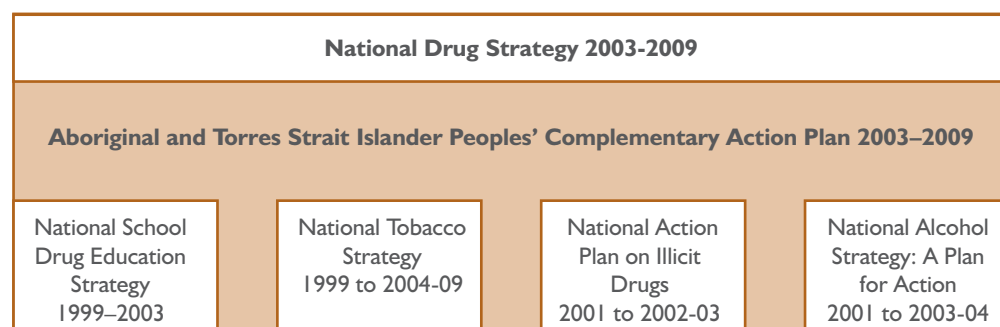 National Drug Strategy 2003-2009
Aboriginal and Torres Strait Islander Peoples’ Complementary Action Plan 2003–2009
National School
Drug Education
Strategy
1999–2003
National Tobacco
Strategy
1999 to 2004-09
National Action
Plan on Illicit
Drugs
2001 to 2002-03
National Alcohol
Strategy: A Plan
for Action
2001 to 2003-04